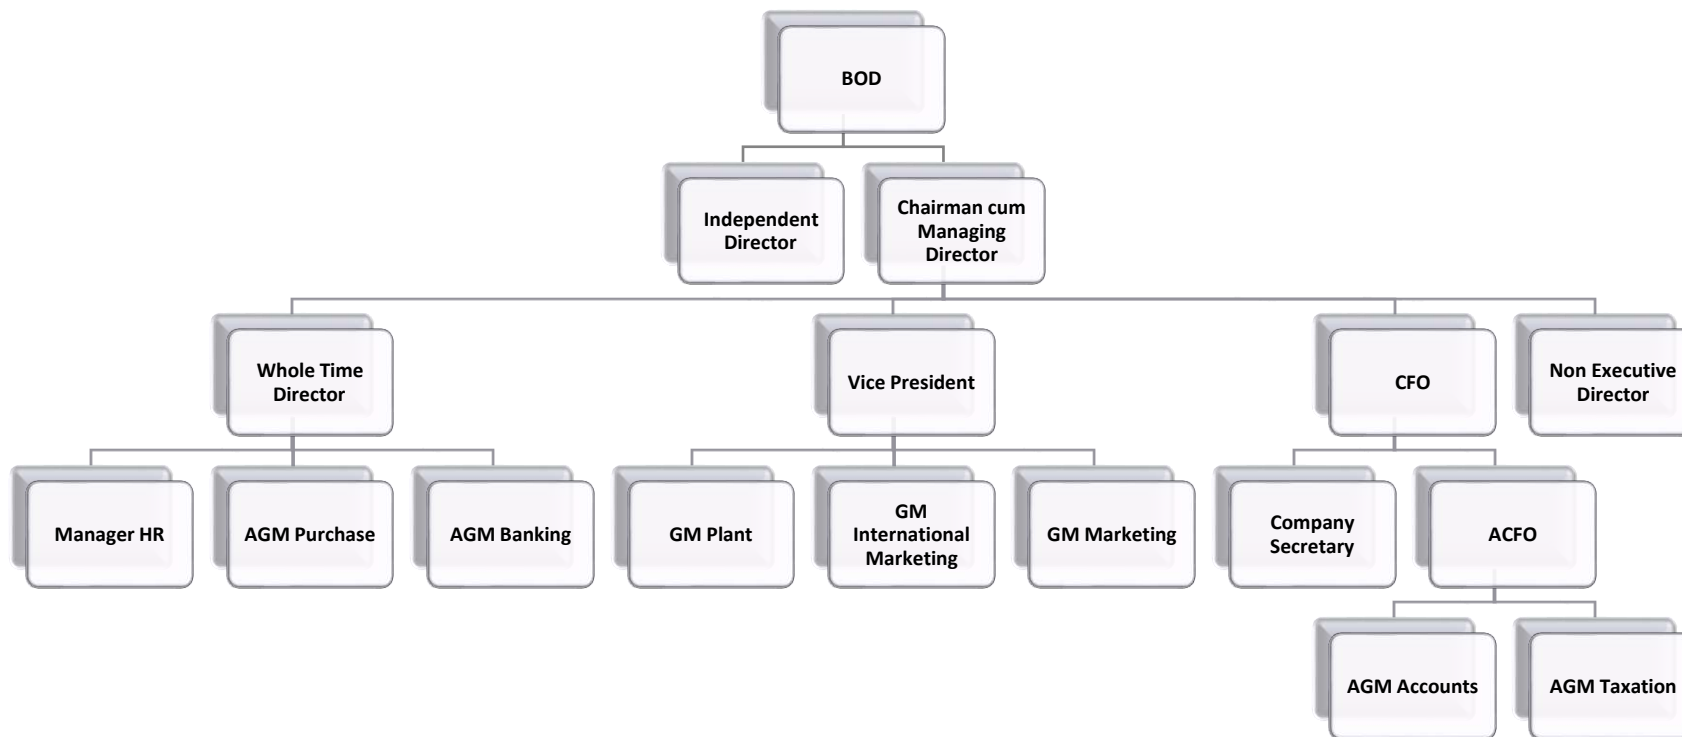 BOD
Independent
Director
Chairman cum
Managing
Director
Whole Time
Director
Vice President
CFO
Non Executive
Director
Manager HR
AGM Purchase
AGM Banking
GM Plant
GM
International
Marketing
GM Marketing
Company
Secretary
ACFO
AGM Accounts
AGM Taxation